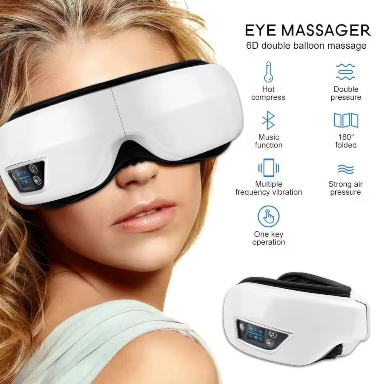 EYE MASSAGER
6D double balloon massage
Hot
compress
Double
pressure
Music
function
180°
folded
Multiple
frequency vibration
Strong air
pressure
One key
operation